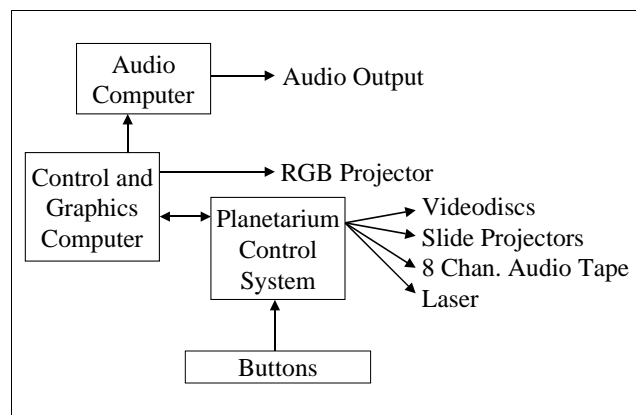 Audio
Computer
Audio Output
Control and
Graphics
Computer
RGB Projector
Planetarium
Control
System
Videodiscs
Slide Projectors
8 Chan. Audio Tape
Laser
Buttons